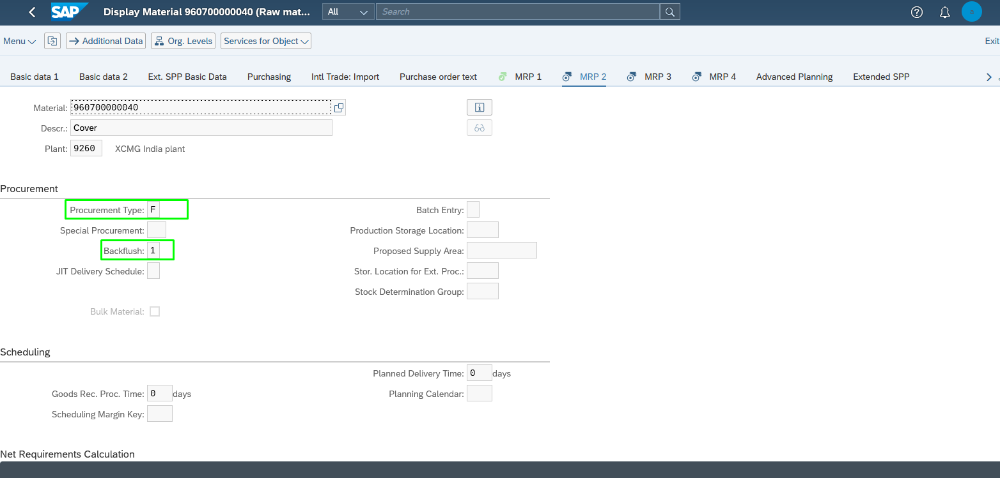 SAP Display Material 960700000040 (Raw mat... All Search
Menu Additional Data Org. Levels Services for Object Exit
Basic data 1 Basic data 2 Ext. SPP Basic Data Purchasing Intl Trade: Import Purchase order text MRP 1 MRP 2 MRP 3 MRP 4 Advanced Planning Extended SPP
Material: 960700000040
Descr.: Cover
Plant: 9260 XCMG India plant
Procurement
Procurement Type: F Batch Entry:
Special Procurement: Production Storage Location:
Backflush: 1 Proposed Supply Area:
JIT Delivery Schedule: Stor. Location for Ext. Proc.:
Stock Determination Group:
Bulk Material:
Scheduling
Planned Delivery Time: 0 days
Goods Rec. Proc. Time: 0 days Planning Calendar:
Scheduling Margin Key:
Net Requirements Calculation